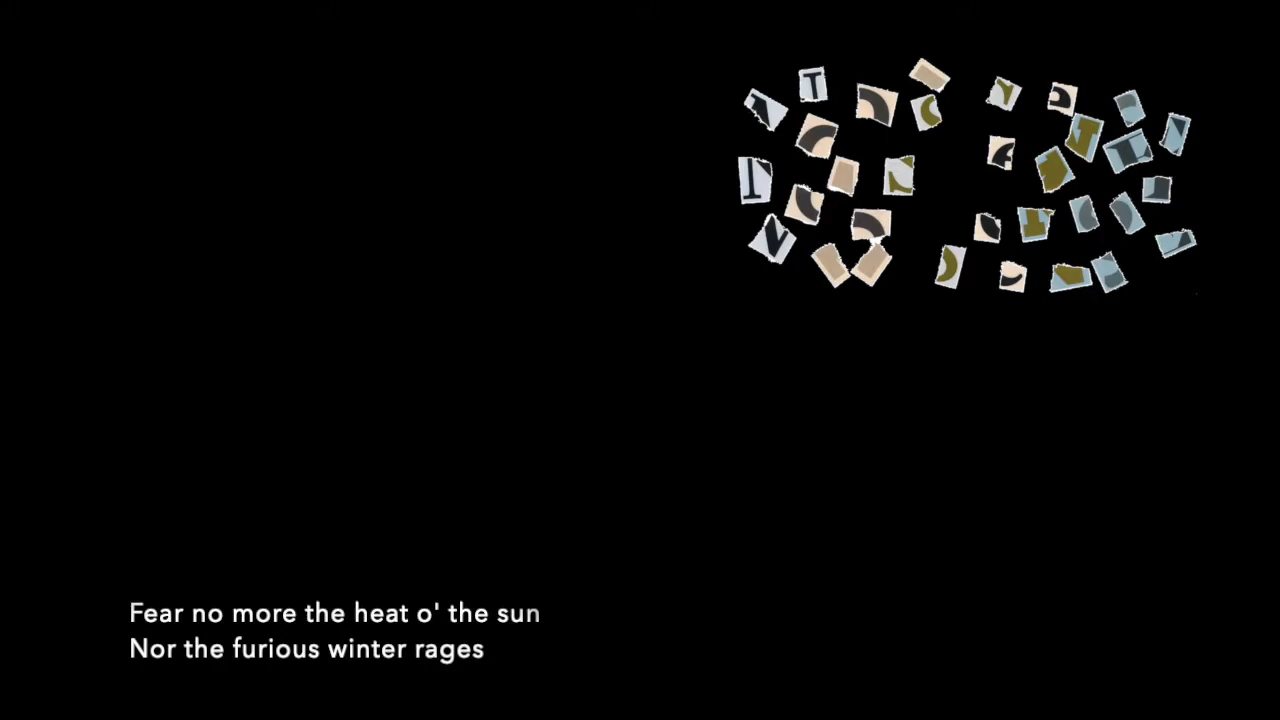 Fear no more the heat o' the sun
Nor the furious winter rages